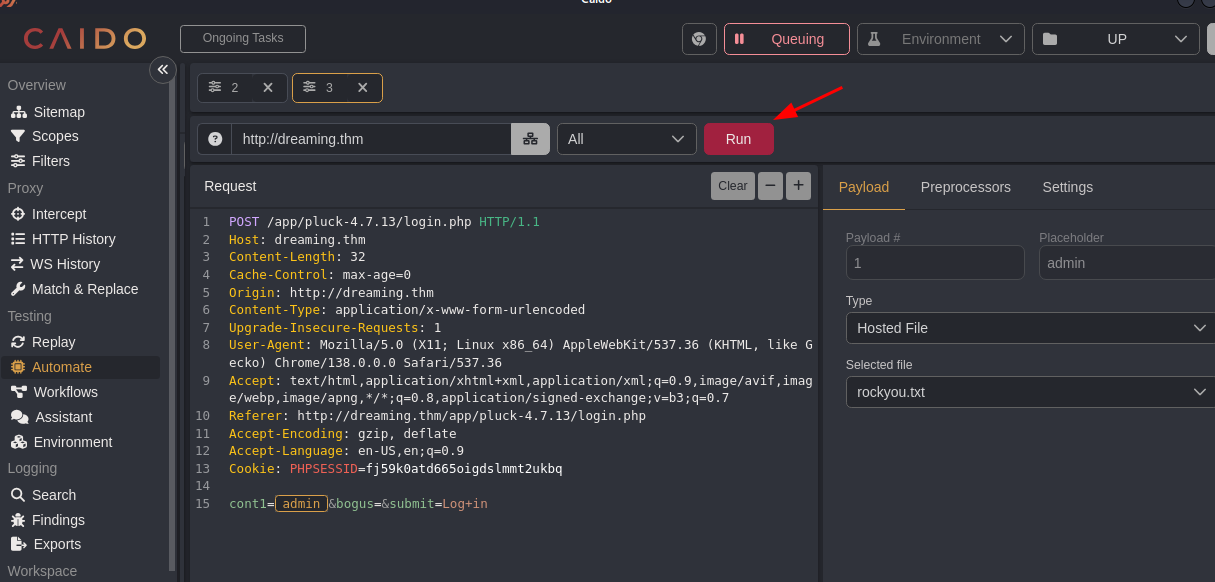 Caido
CAIDO
Ongoing Tasks
Queuing
Environment
UP
Overview
Sitemap
Scopes
Filters
Proxy
Intercept
HTTP History
WS History
Match & Replace
Testing
Replay
Automate
Workflows
Assistant
Environment
Logging
Search
Findings
Exports
Workspace
2
3
? http://dreaming.thm
All
Run
Request
Clear
1 POST /app/pluck-4.7.13/login.php HTTP/1.1
2 Host: dreaming.thm
3 Content-Length: 32
4 Cache-Control: max-age=0
5 Origin: http://dreaming.thm
6 Content-Type: application/x-www-form-urlencoded
7 Upgrade-Insecure-Requests: 1
8 User-Agent: Mozilla/5.0 (X11; Linux x86_64) AppleWebKit/537.36 (KHTML, like G
ecko) Chrome/138.0.0.0 Safari/537.36
9 Accept: text/html,application/xhtml+xml,application/xml;q=0.9,image/avif,imag
e/webp,image/apng,*/*;q=0.8,application/signed-exchange;v=b3;q=0.7
10 Referer: http://dreaming.thm/app/pluck-4.7.13/login.php
11 Accept-Encoding: gzip, deflate
12 Accept-Language: en-US,en;q=0.9
13 Cookie: PHPSESSID=fj59k0atd665oigdslmmt2ukbq
14
15 cont1=admin&bogus=&submit=Log+in
Payload
Preprocessors
Settings
Payload #
Placeholder
1
admin
Type
Hosted File
Selected file
rockyou.txt